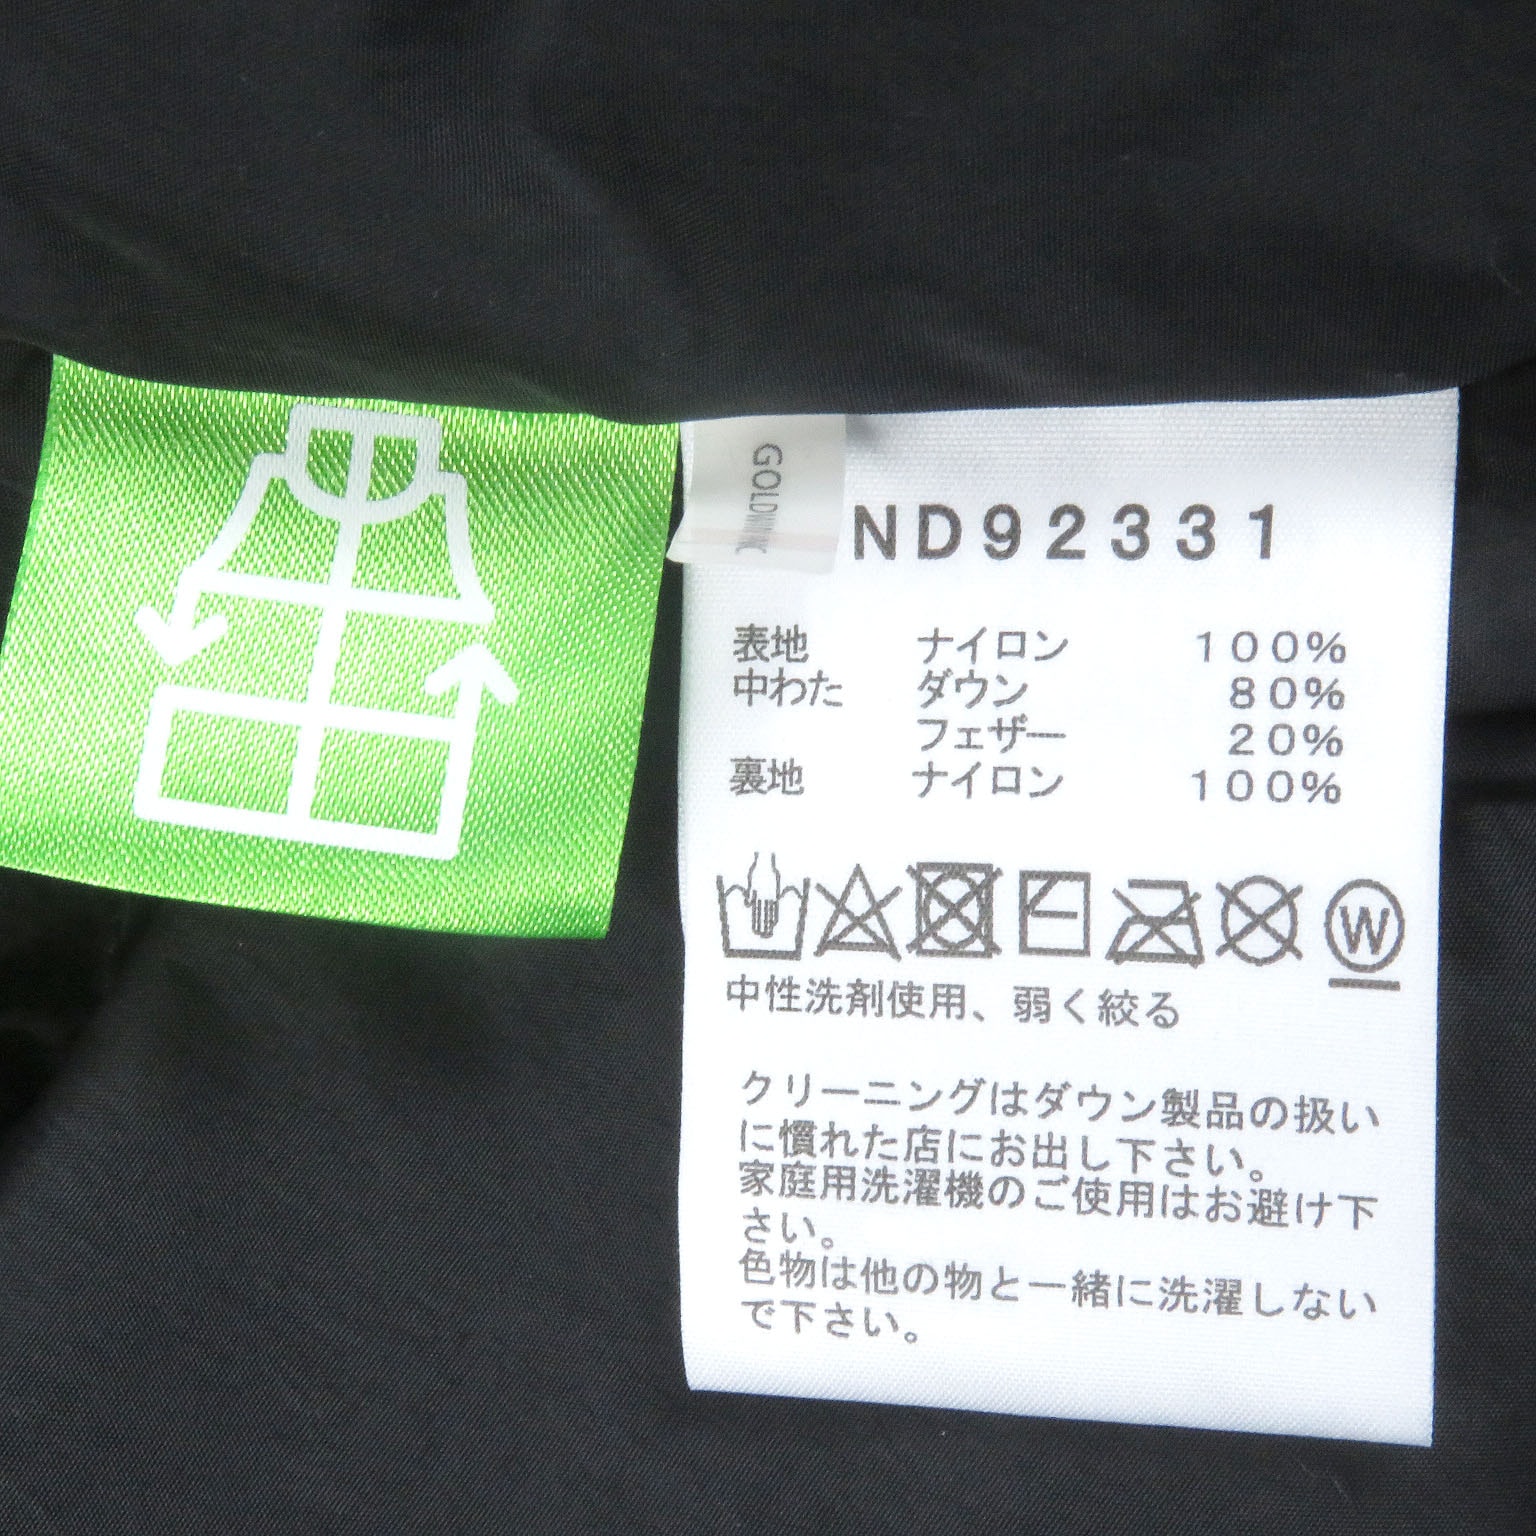 GOLDWIN INC
ND92331
表地 ナイロン 100%
中わた ダウン 80%
フェザー 20%
裏地 ナイロン 100%
W
中性洗剤使用、弱く絞る
クリーニングはダウン製品の扱い
に慣れた店にお出し下さい。
家庭用洗濯機のご使用はお避け下
さい。
色物は他の物と一緒に洗濯しない
で下さい。